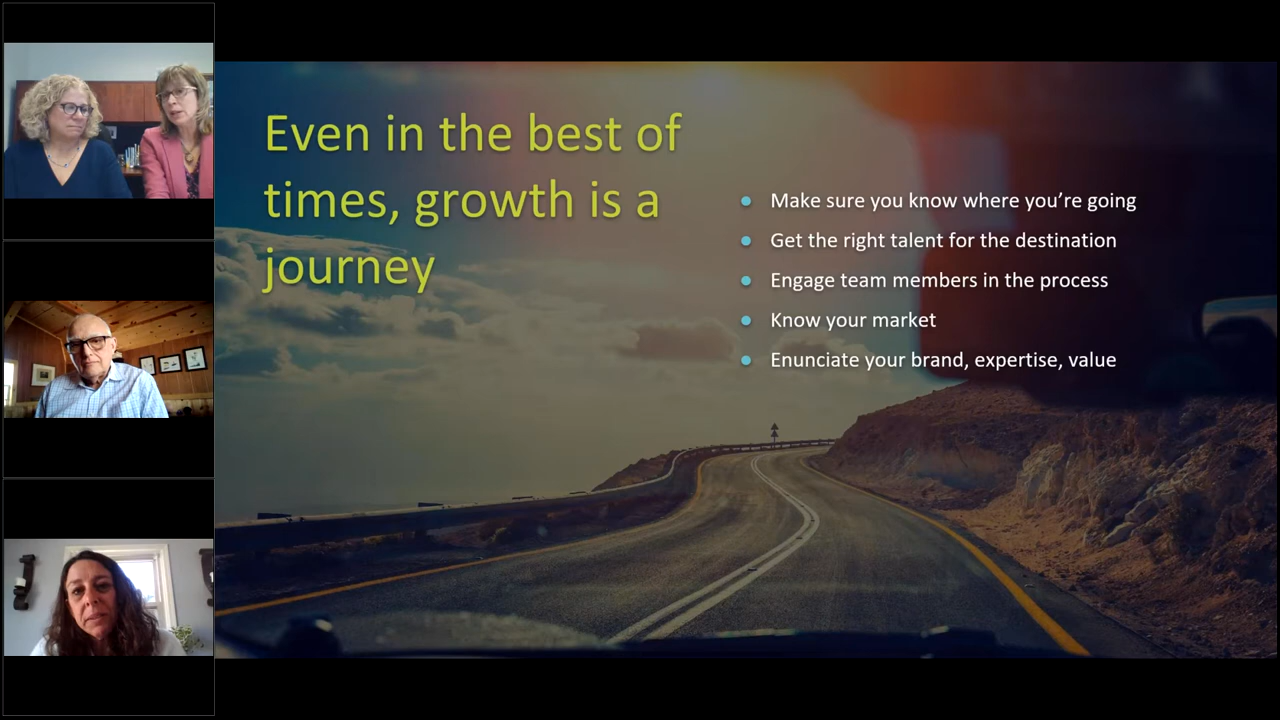 Even in the best of
times, growth is a
journey
Make sure you know where you're going
Get the right talent for the destination
Engage team members in the process
Know your market
Enunciate your brand, expertise, value